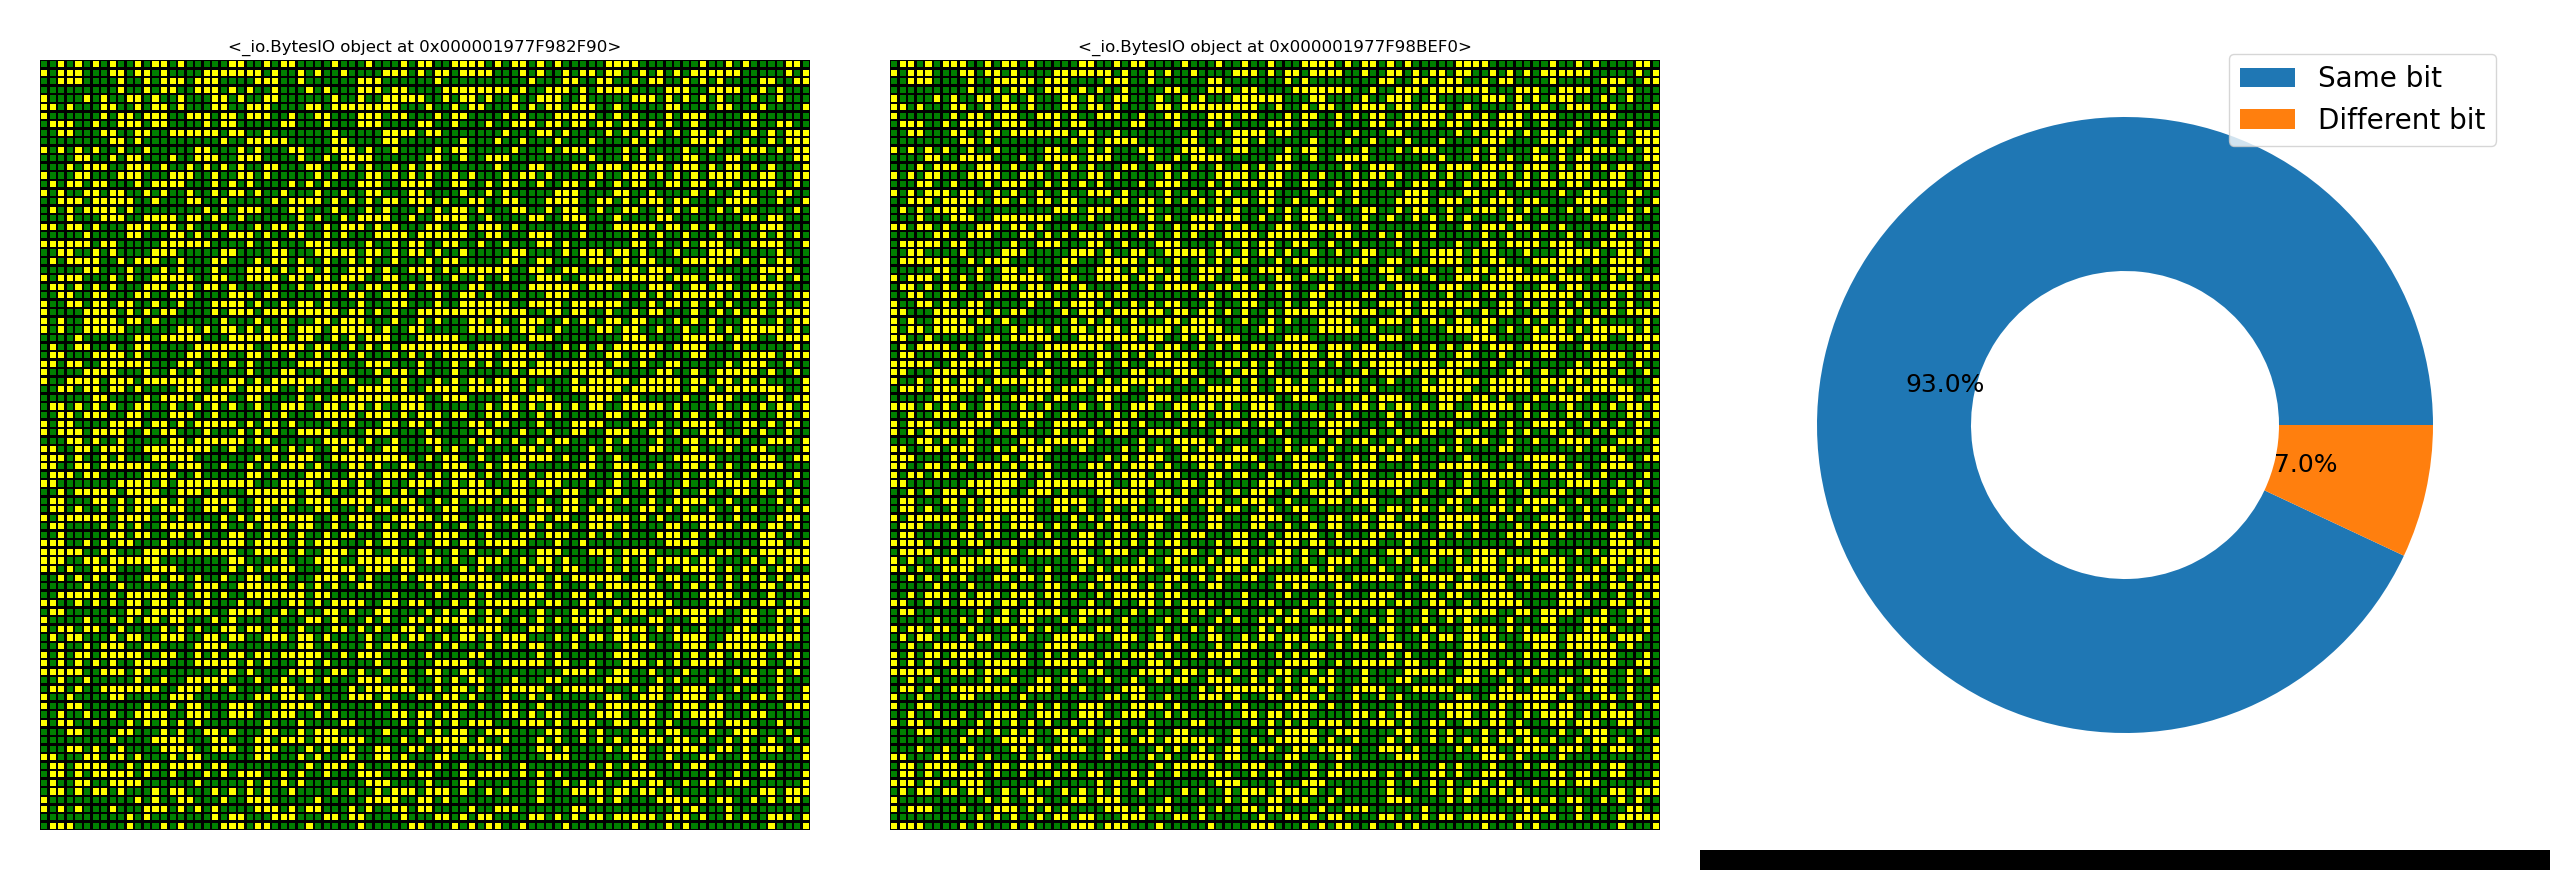 <_io.BytesIO object at 0x000001977F982F90>
<_io.BytesIO object at 0x000001977F98BEF0>
Same bit
Different bit
93.0%
7.0%